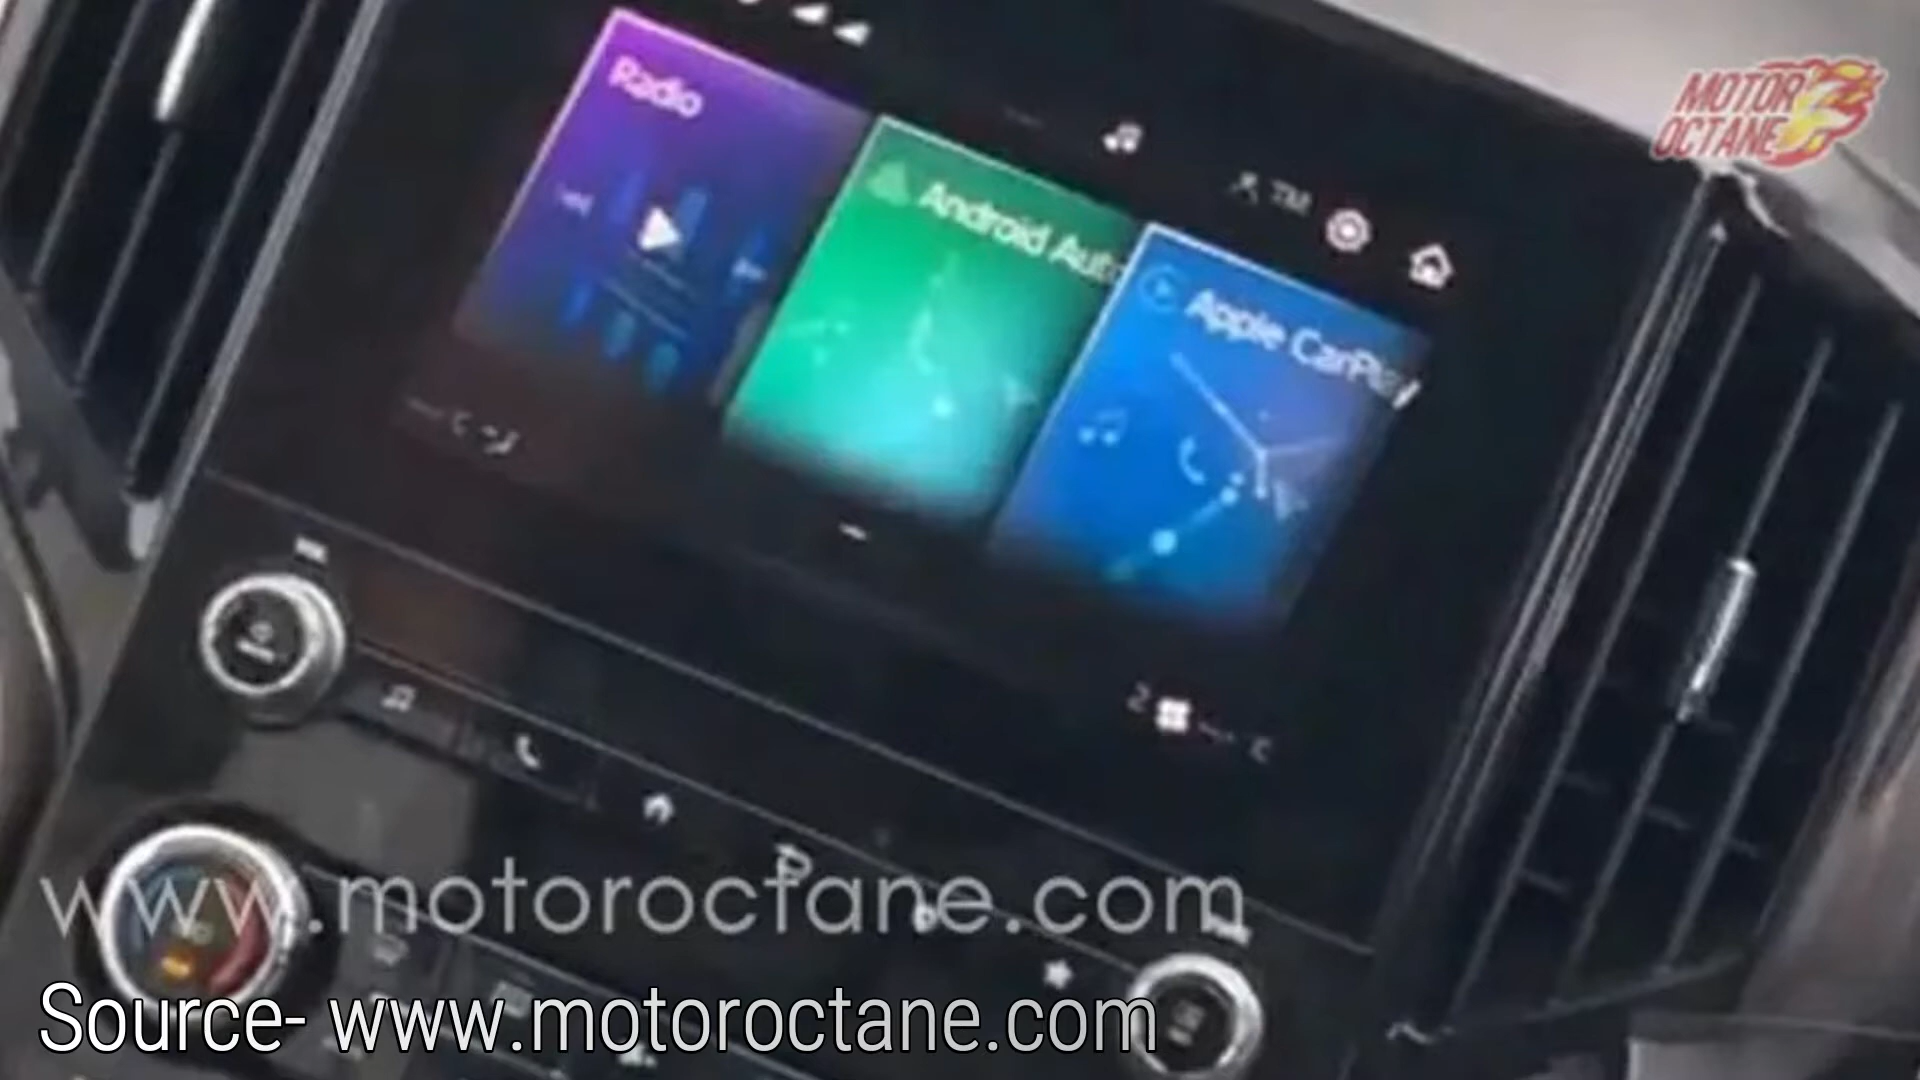 MOTOR
OCTANE
Radio
Android Auto
Apple CarPlay
www.motoroctane.com
Source- www.motoroctane.com